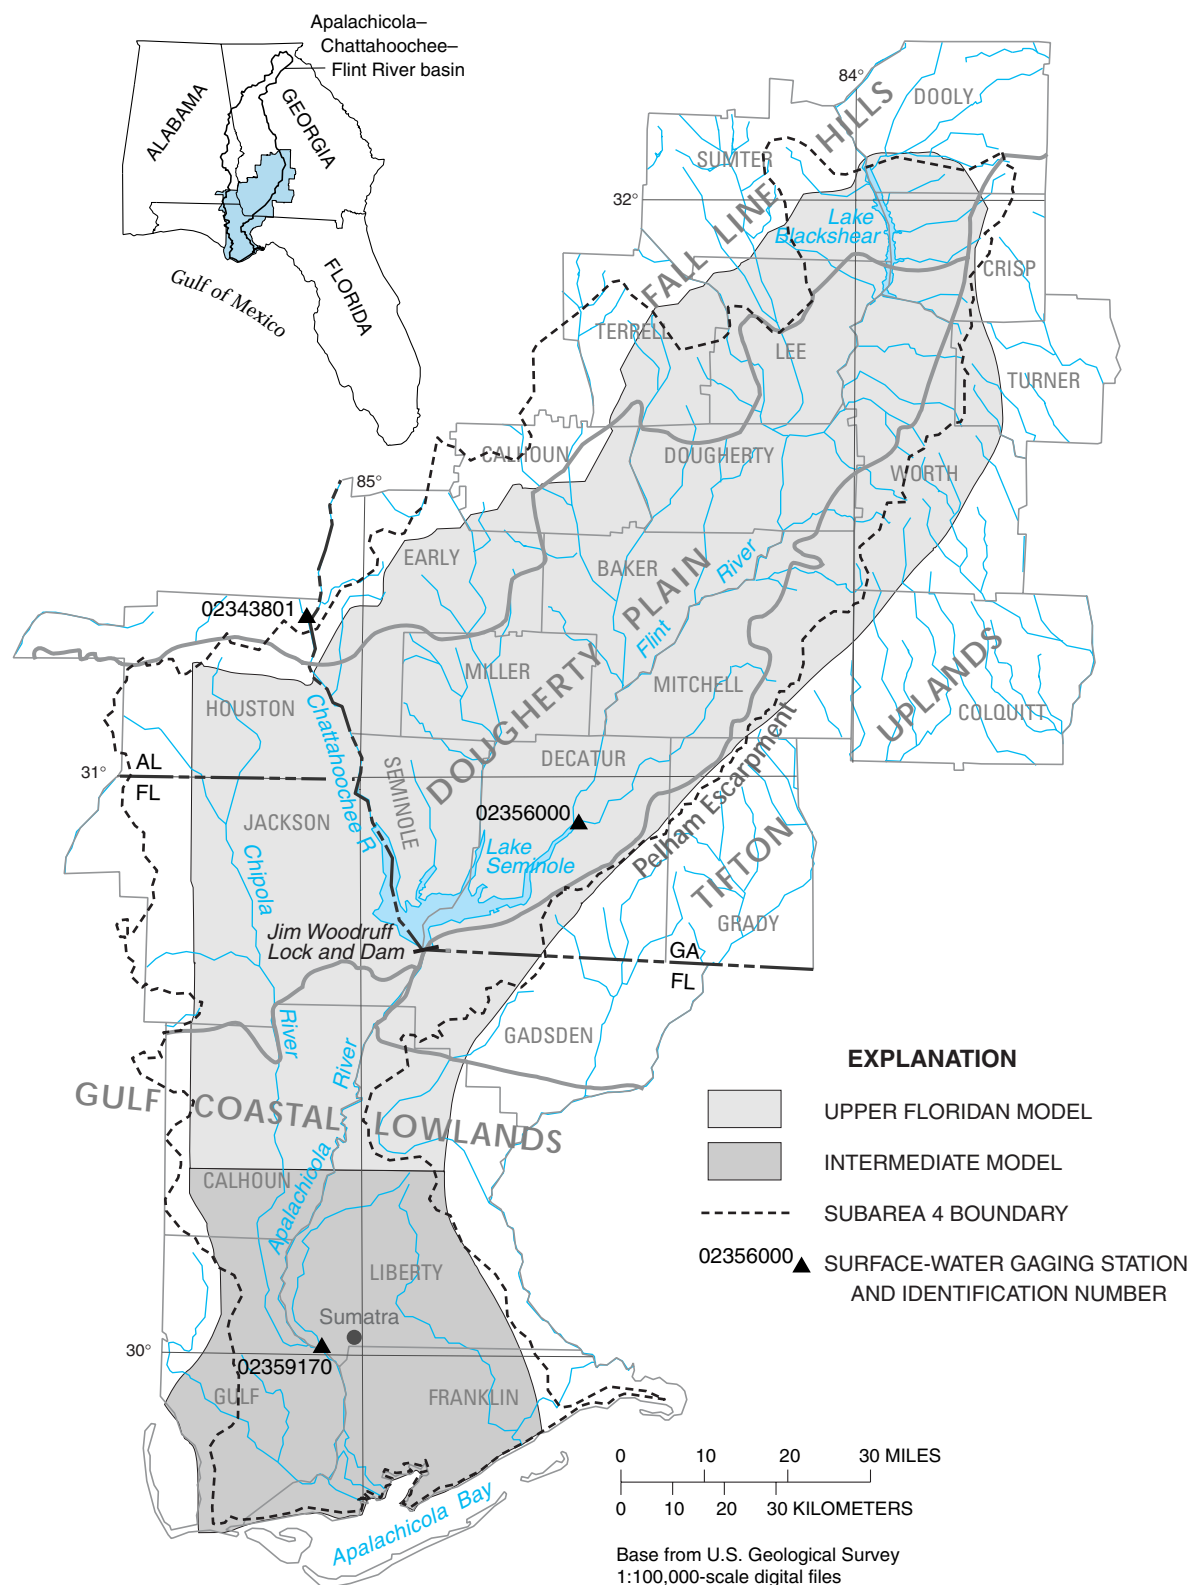 Apalachicola–
Chattahoochee–
Flint River basin
ALABAMA
GEORGIA
FLORIDA
Gulf of Mexico
84°
DOOLY
SUMTER
FALL LINE HILLS
32°
Lake
Blackshear
CRISP
TERRELL
LEE
TURNER
CALHOUN
DOUGHERTY
WORTH
85°
EARLY
BAKER
DOUGHERTY PLAIN
Flint River
02343801
MILLER
MITCHELL
HOUSTON
Chattahoochee R
UPLANDS
COLQUITT
SEMINOLE
DECATUR
AL
31°
FL
JACKSON
02356000
Pelham Escarpment
Lake
Seminole
TIFTON
Chipola
GRADY
Jim Woodruff
Lock and Dam
GA
FL
River
River
GADSDEN
GULF COASTAL LOWLANDS
CALHOUN
Apalachicola
LIBERTY
Sumatra
30°
02359170
GULF
FRANKLIN
Apalachicola Bay
EXPLANATION
UPPER FLORIDAN MODEL
INTERMEDIATE MODEL
SUBAREA 4 BOUNDARY
02356000 SURFACE-WATER GAGING STATION
AND IDENTIFICATION NUMBER
0 10 20 30 MILES
0 10 20 30 KILOMETERS
Base from U.S. Geological Survey
1:100,000-scale digital files